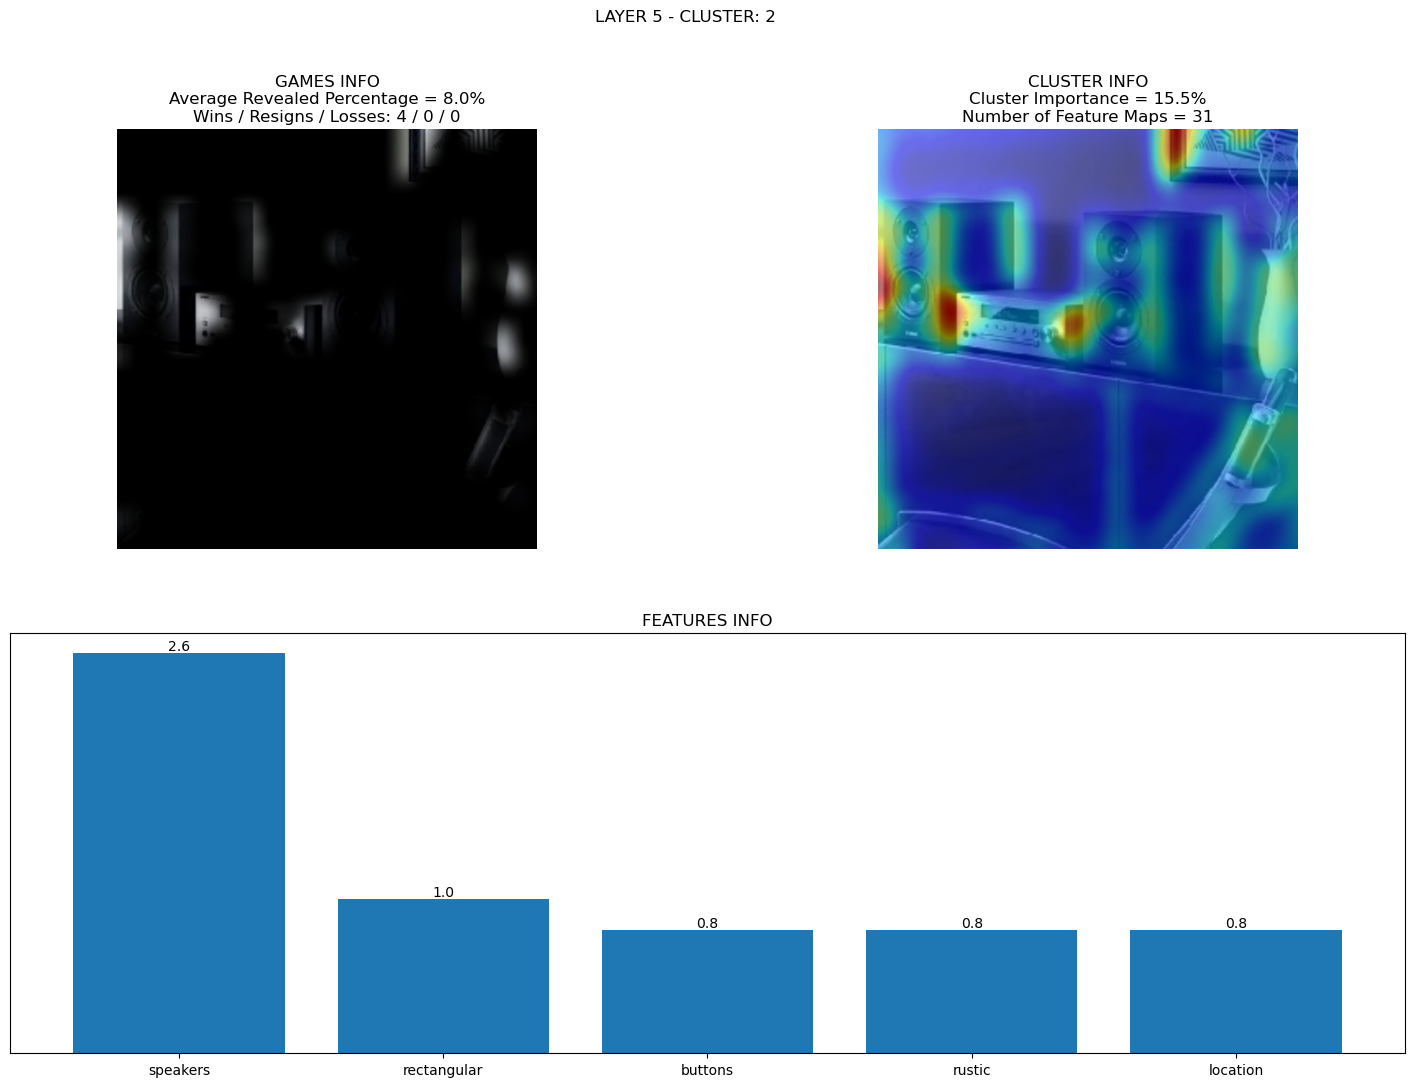 LAYER 5 - CLUSTER: 2
GAMES INFO
Average Revealed Percentage = 8.0%
Wins / Resigns / Losses: 4 / 0 / 0
CLUSTER INFO
Cluster Importance = 15.5%
Number of Feature Maps = 31
FEATURES INFO
2.6
1.0
0.8
0.8
0.8
speakers
rectangular
buttons
rustic
location